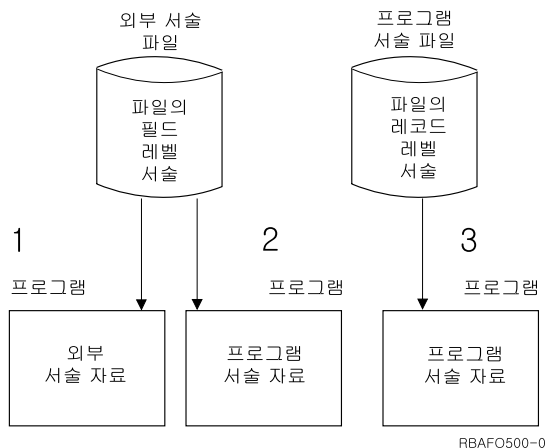 외부 서술
파일
프로그램
서술 파일
파일의
필드
레벨
서술
파일의
레코드
레벨
서술
1
2
3
프로그램
프로그램
프로그램
외부
서술 자료
프로그램
서술 자료
프로그램
서술 자료
RBAFO500-0